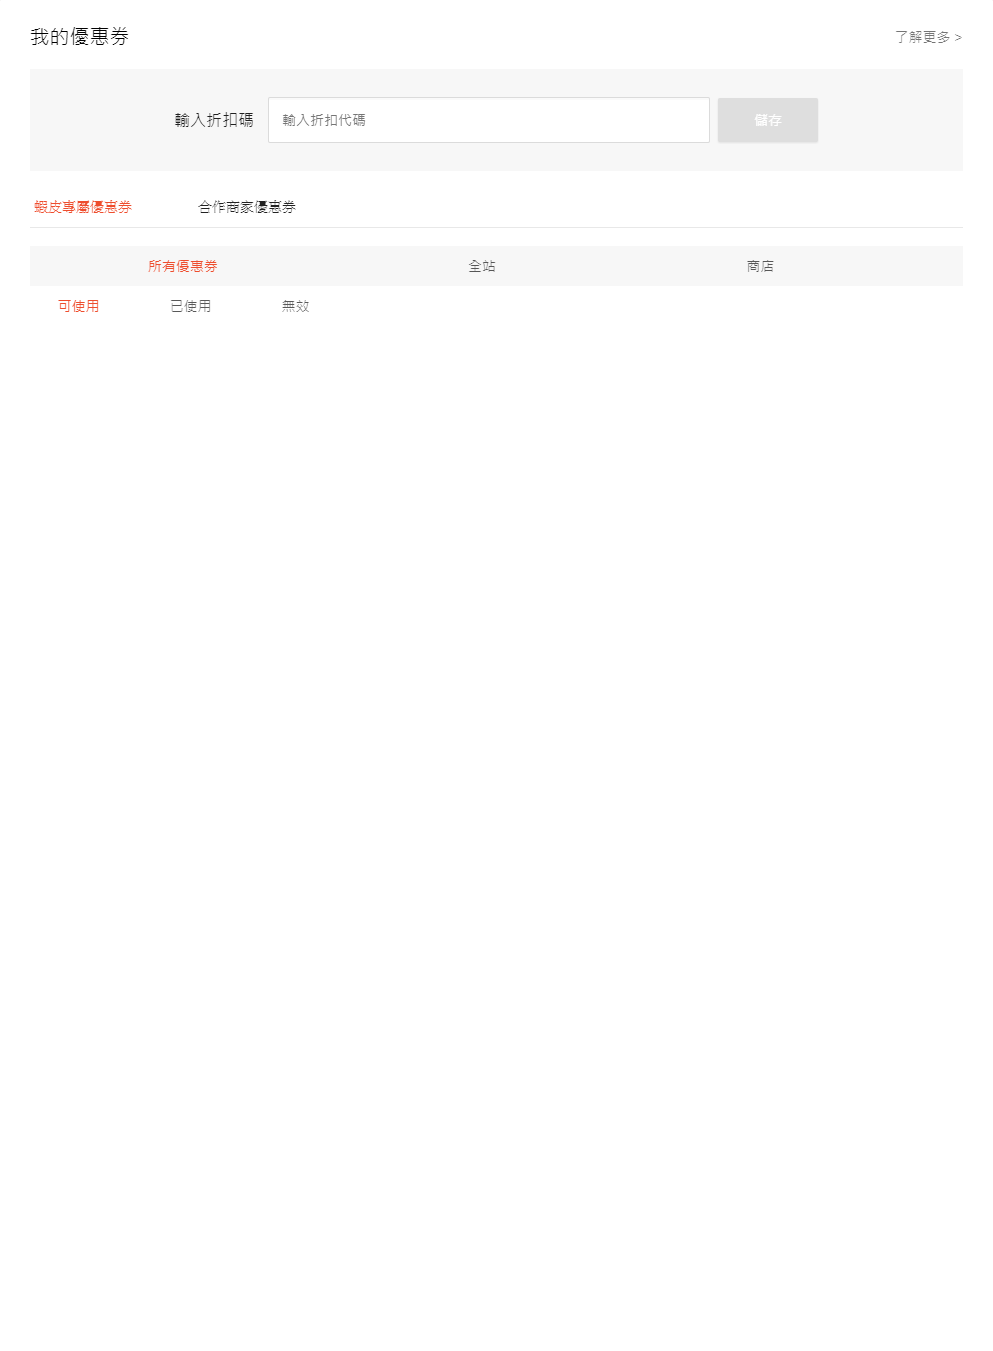 我的優惠券
了解更多 >
輸入折扣碼 輸入折扣代碼 儲存
蝦皮專屬優惠券 合作商家優惠券
所有優惠券 全站 商店
可使用 已使用 無效